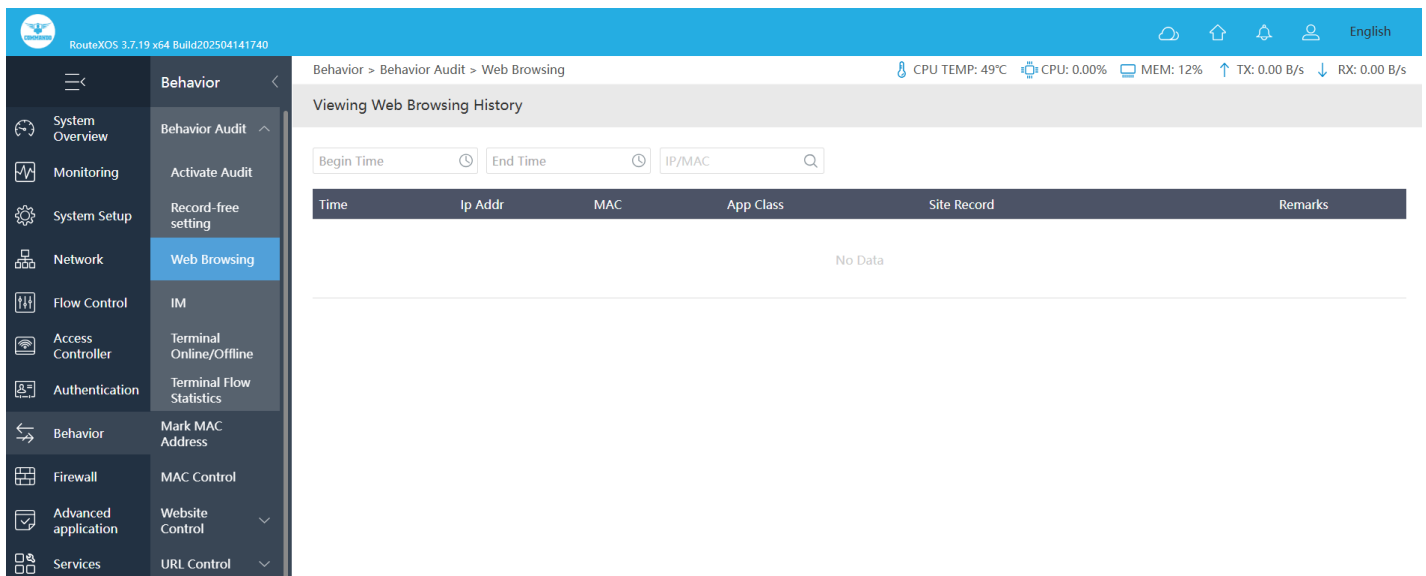 COMMANDO
RouteXOS 3.7.19 x64 Build202504141740
English
Behavior
Behavior > Behavior Audit > Web Browsing
CPU TEMP: 49℃ CPU: 0.00% MEM: 12% TX: 0.00 B/s RX: 0.00 B/s
Viewing Web Browsing History
System
Overview
Monitoring
System Setup
Network
Flow Control
Access
Controller
Authentication
Behavior
Firewall
Advanced
application
Services
Behavior Audit
Activate Audit
Record-free
setting
Web Browsing
IM
Terminal
Online/Offline
Terminal Flow
Statistics
Mark MAC
Address
MAC Control
Website
Control
URL Control
Begin Time End Time IP/MAC
Time Ip Addr MAC App Class Site Record Remarks
No Data